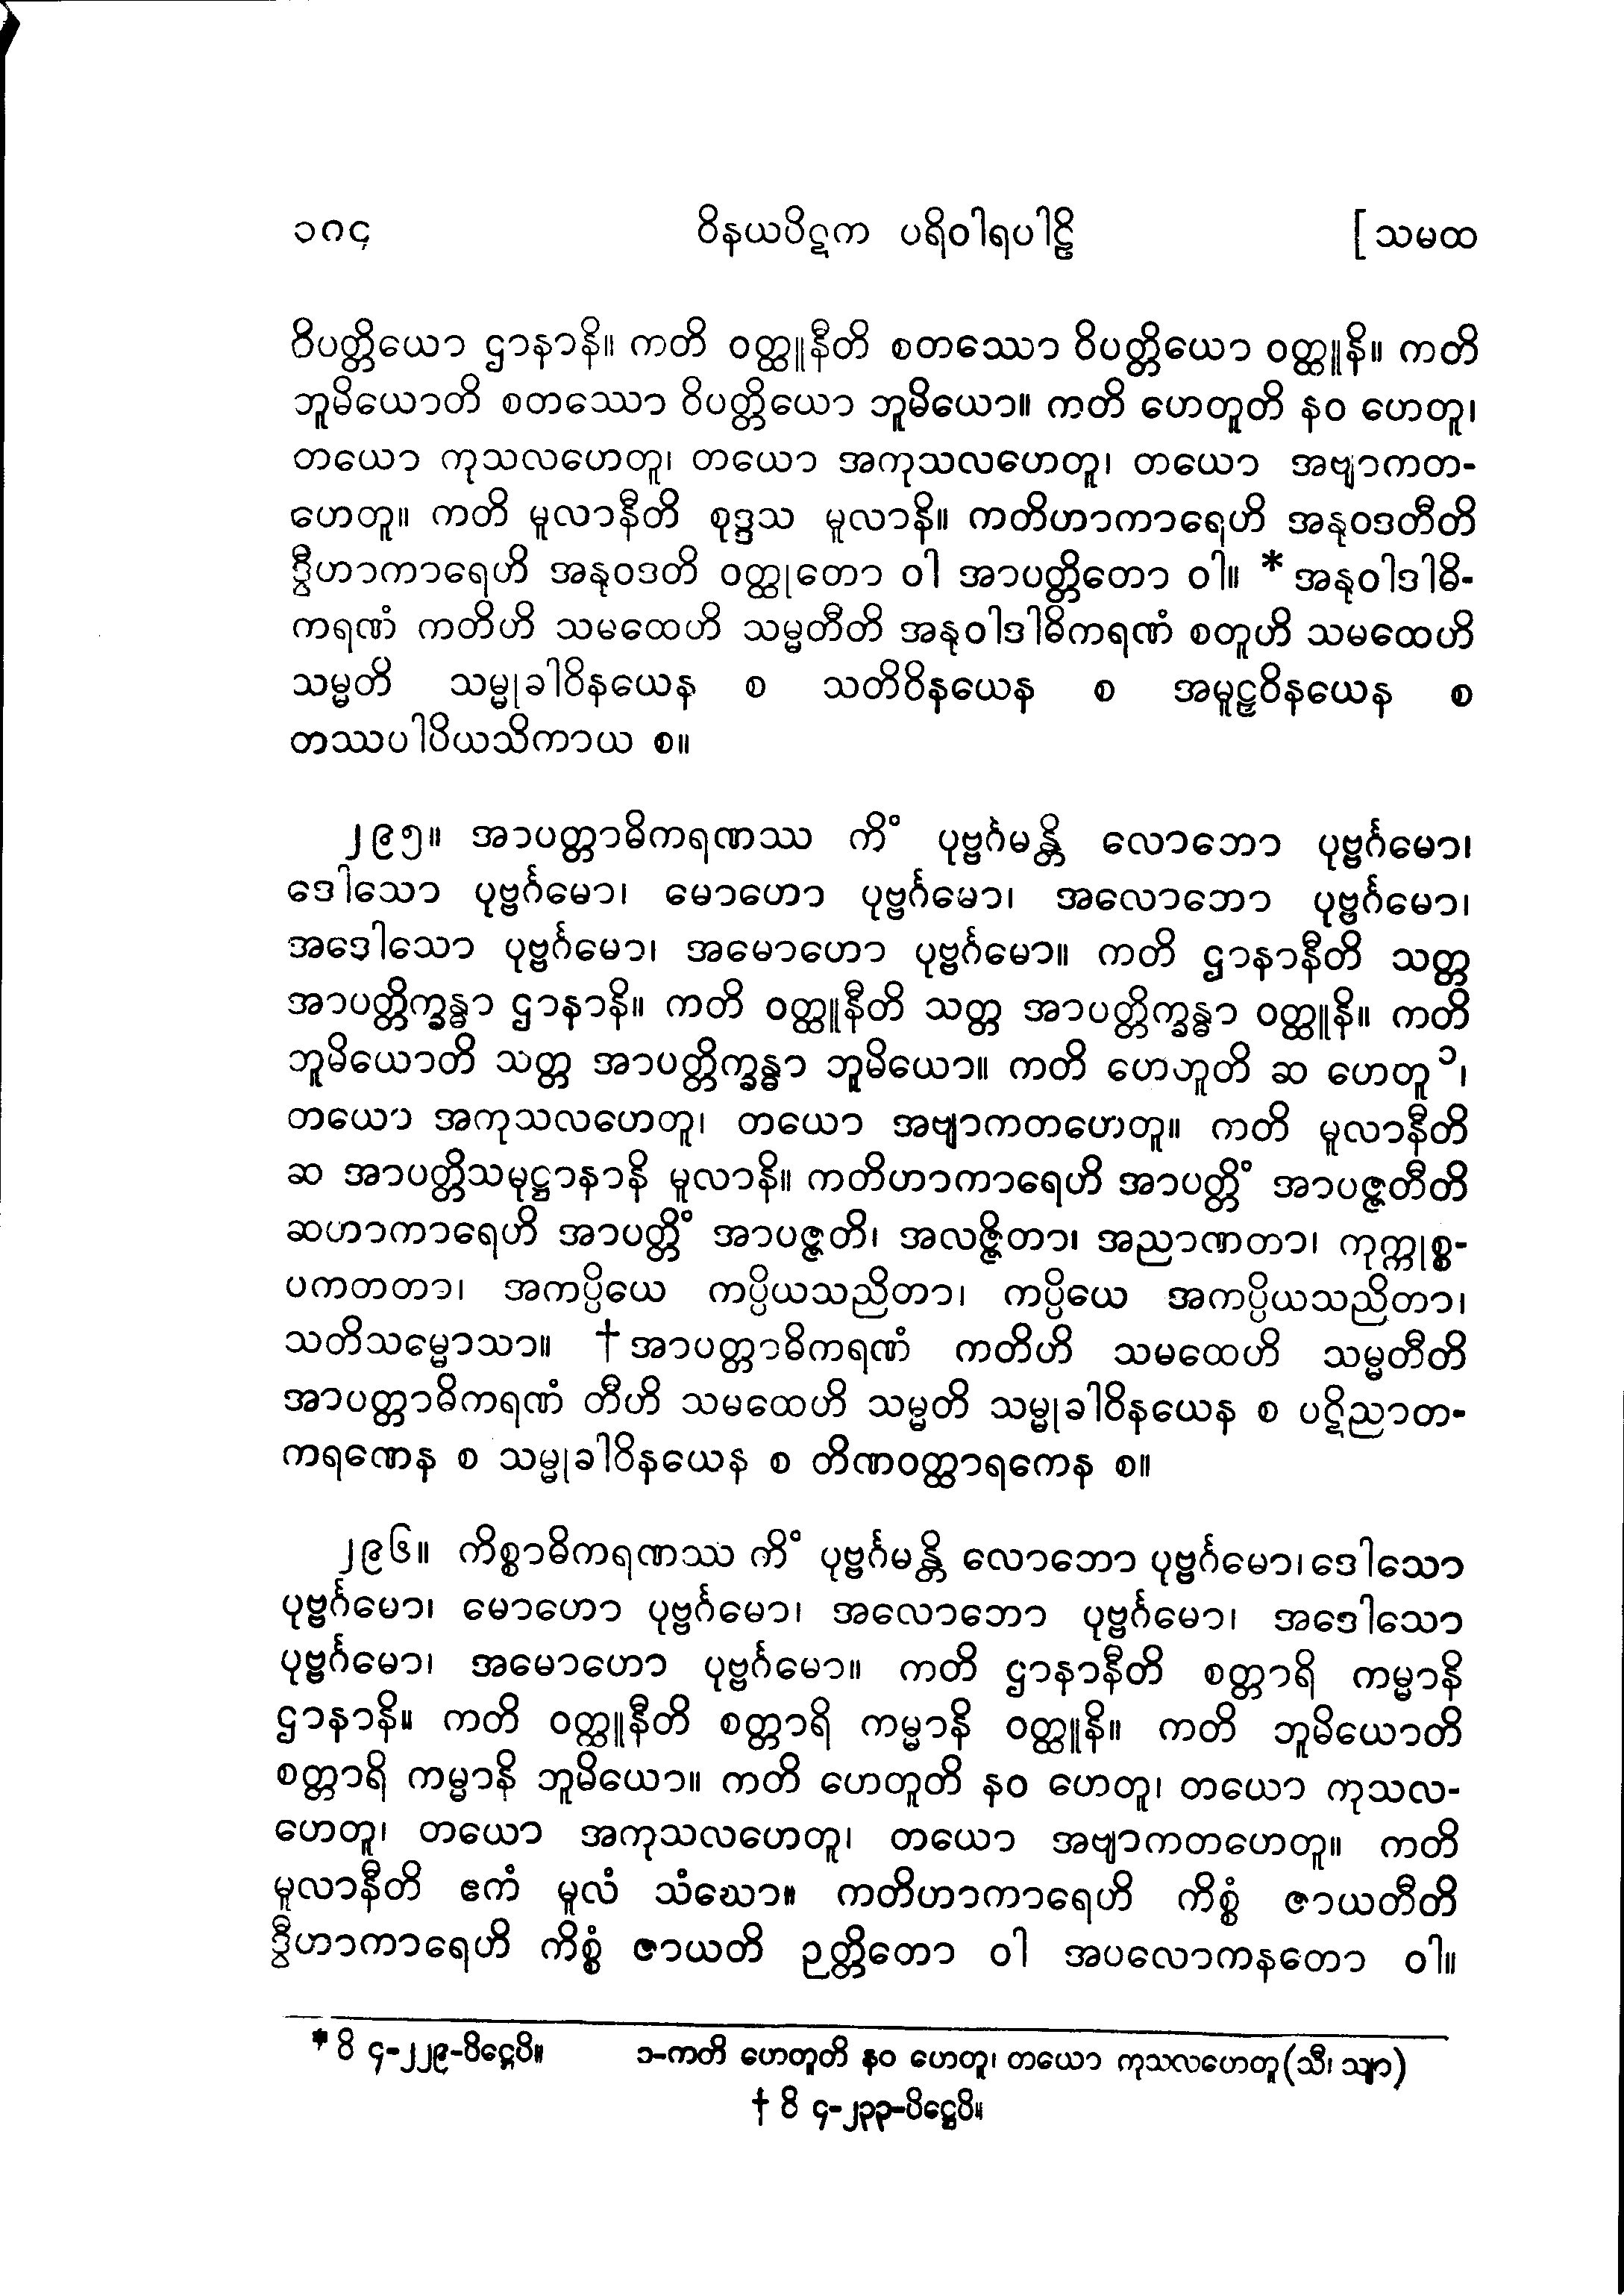 ၁၈၄ ဝိနယပိဋက ပရိဝါရပါဠိ [ သမထ
ဝိပတ္တိယော ဌာနာနိ။ ကတိ ဝတ္ထူနီတိ စတဿော ဝိပတ္တိယော ဝတ္ထူနိ။ ကတိ
ဘူမိယောတိ စတဿော ဝိပတ္တိယော ဘူမိယော။ ကတိ ဟေတူတိ နဝ ဟေတူ၊
တယော ကုသလဟေတူ၊ တယော အကုသလဟေတူ၊ တယော အဗျာကတ-
ဟေတူ။ ကတိ မူလာနီတိ စုဒ္ဒသ မူလာနိ။ ကတိဟာကာရေဟိ အနုဝဒတီတိ
ဒွီဟာကာရေဟိ အနုဝဒတိ ဝတ္ထုတော ဝါ အာပတ္တိတော ဝါ။ * အနုဝါဒါဓိ-
ကရဏံ ကတိဟိ သမထေဟိ သမ္မတီတိ အနုဝါဒါဓိကရဏံ စတူဟိ သမထေဟိ
သမ္မတိ သမ္မုခါဝိနယေန စ သတိဝိနယေန စ အမူဠှဝိနယေန စ
တဿပါပိယသိကာယ စ။
၂၉၅။ အာပတ္တာဓိကရဏဿ ကိံ ပုဗ္ဗင်္ဂမန္တိ လောဘော ပုဗ္ဗင်္ဂမော၊
ဒေါသော ပုဗ္ဗင်္ဂမော၊ မောဟော ပုဗ္ဗင်္ဂမော၊ အလောဘော ပုဗ္ဗင်္ဂမော၊
အဒေါသော ပုဗ္ဗင်္ဂမော၊ အမောဟော ပုဗ္ဗင်္ဂမော။ ကတိ ဌာနာနီတိ သတ္တ
အာပတ္တိက္ခန္ဓာ ဌာနာနိ။ ကတိ ဝတ္ထူနီတိ သတ္တ အာပတ္တိက္ခန္ဓာ ဝတ္ထူနိ။ ကတိ
ဘူမိယောတိ သတ္တ အာပတ္တိက္ခန္ဓာ ဘူမိယော။ ကတိ ဟေတူတိ ဆ ဟေတူ၁၊
တယော အကုသလဟေတူ၊ တယော အဗျာကတဟေတူ။ ကတိ မူလာနီတိ
ဆ အာပတ္တိသမုဋ္ဌာနာနိ မူလာနိ။ ကတိဟာကာရေဟိ အာပတ္တိံ အာပဇ္ဇတီတိ
ဆဟာကာရေဟိ အာပတ္တိံ အာပဇ္ဇတိ၊ အလဇ္ဇိတာ၊ အညာဏတာ၊ ကုက္ကုစ္စ-
ပကတတာ၊ အကပ္ပိယေ ကပ္ပိယသညိတာ၊ ကပ္ပိယေ အကပ္ပိယသညိတာ၊
သတိသမ္မောသာ။ † အာပတ္တာဓိကရဏံ ကတိဟိ သမထေဟိ သမ္မတီတိ
အာပတ္တာဓိကရဏံ တီဟိ သမထေဟိ သမ္မတိ သမ္မုခါဝိနယေန စ ပဋိညာတ-
ကရဏေန စ သမ္မုခါဝိနယေန စ တိဏဝတ္ထာရကေန စ။
၂၉၆။ ကိစ္စာဓိကရဏဿ ကိံ ပုဗ္ဗင်္ဂမန္တိ လောဘော ပုဗ္ဗင်္ဂမော၊ ဒေါသော
ပုဗ္ဗင်္ဂမော၊ မောဟော ပုဗ္ဗင်္ဂမော၊ အလောဘော ပုဗ္ဗင်္ဂမော၊ အဒေါသော
ပုဗ္ဗင်္ဂမော၊ အမောဟော ပုဗ္ဗင်္ဂမော။ ကတိ ဌာနာနီတိ စတ္တာရိ ကမ္မာနိ
ဌာနာနိ။ ကတိ ဝတ္ထူနီတိ စတ္တာရိ ကမ္မာနိ ဝတ္ထူနိ။ ကတိ ဘူမိယောတိ
စတ္တာရိ ကမ္မာနိ ဘူမိယော။ ကတိ ဟေတူတိ နဝ ဟေတူ၊ တယော ကုသလ-
ဟေတူ၊ တယော အကုသလဟေတူ၊ တယော အဗျာကတဟေတူ။ ကတိ
မူလာနီတိ ဧကံ မူလံ သံဃော။ ကတိဟာကာရေဟိ ကိစ္စံ ဇာယတီတိ
ဒွီဟာကာရေဟိ ကိစ္စံ ဇာယတိ ဉတ္တိတော ဝါ အပလောကနတော ဝါ။
* ဝိ ၄-၂၂၉-ပိဋ္ဌေပိ။ ၁-ကတိ ဟေတူတိ နဝ ဟေတူ၊ တယော ကုသလဟေတူ (သီ၊ သျာ)
† ဝိ ၄-၂၃၃-ပိဋ္ဌေပိ။